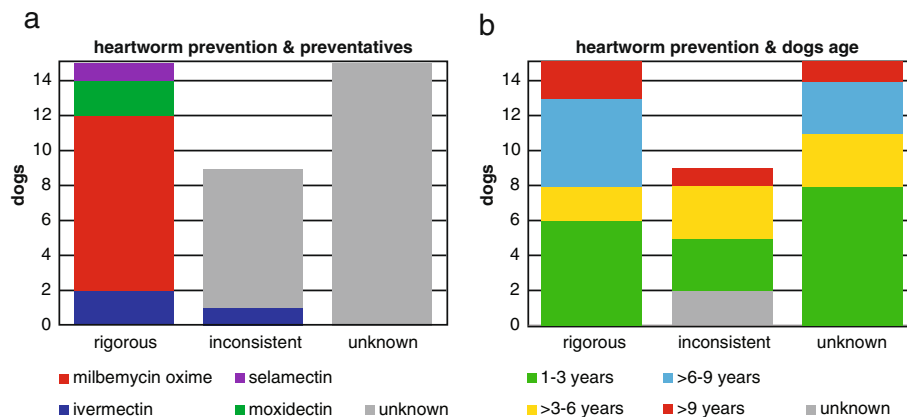 a
heartworm prevention & preventatives
dogs
14
12
10
8
6
4
2
0
rigorous inconsistent unknown
milbemycin oxime selamectin
ivermectin moxidectin unknown
b
heartworm prevention & dogs age
dogs
14
12
10
8
6
4
2
0
rigorous inconsistent unknown
1-3 years >6-9 years
>3-6 years >9 years unknown